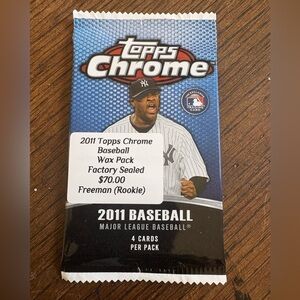 Topps
Chrome
2011 Topps Chrome
Baseball
Wax Pack
Factory Sealed
$70.00
Freeman (Rookie)
2011 BASEBALL
MAJOR LEAGUE BASEBALL®
4 CARDS
PER PACK